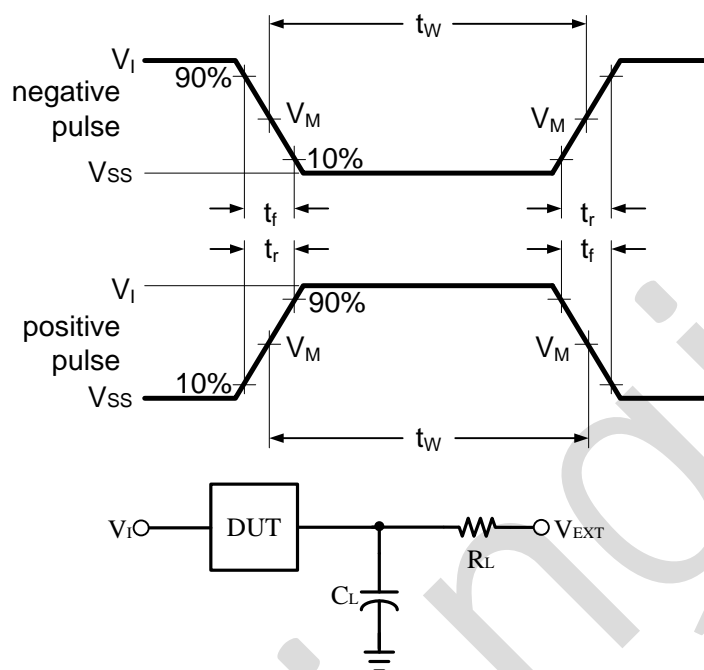 tW
VI
90%
negative
pulse
VM
VM
10%
VSS
tf
tr
tr
tf
VI
90%
positive
pulse
VM
VM
10%
VSS
tW
VI
DUT
VEXT
RL
CL